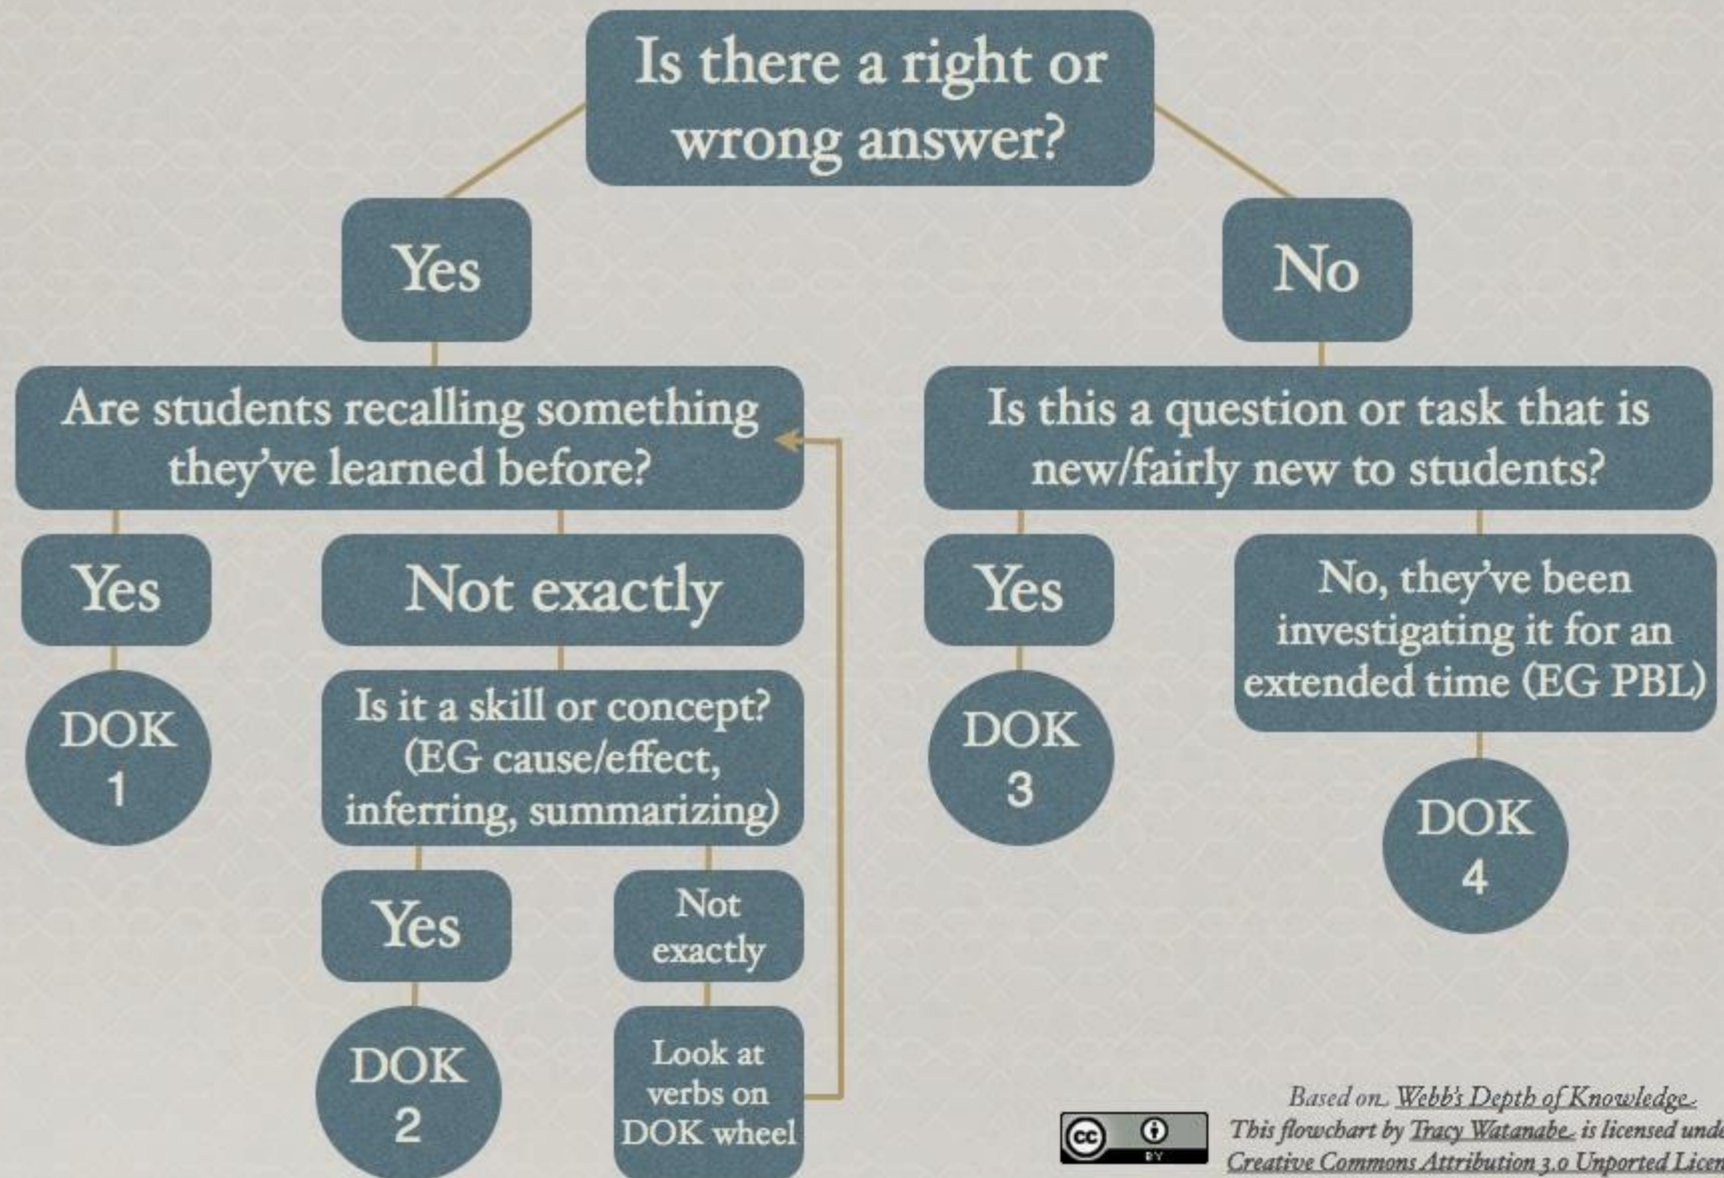 Is there a right or
wrong answer?
Yes
No
Are students recalling something
they've learned before?
Is this a question or task that is
new/fairly new to students?
Yes
Not exactly
Yes
No, they've been
investigating it for an
extended time (EG PBL)
DOK
1
Is it a skill or concept?
(EG cause/effect,
inferring, summarizing)
DOK
3
DOK
4
Yes
Not
exactly
DOK
2
Look at
verbs on
DOK wheel
Based on Webb's Depth of Knowledge
This flowchart by Tracy Watanabe is licensed unde
Creative Commons Attribution 3.0 Unported Licen
cc
BY